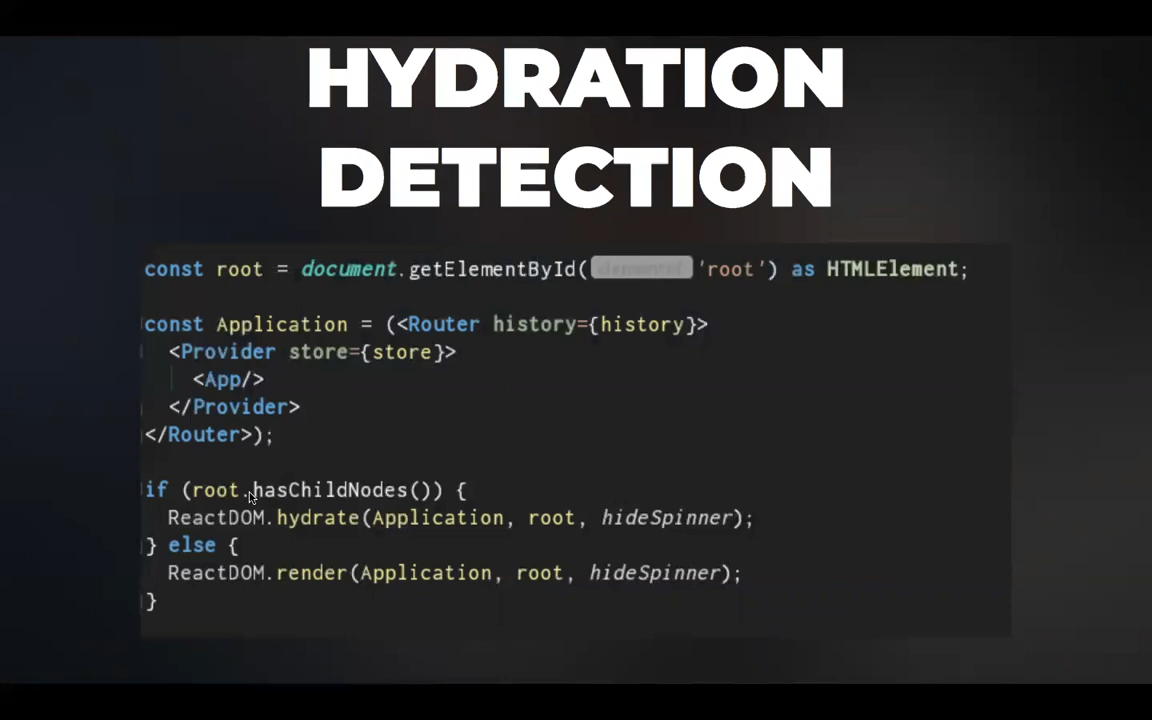 HYDRATION
DETECTION
const root = document.getElementById( 'root') as HTMLElement;
const Application = (<Router history={history}>
<Provider store={store}>
<App/>
</Provider>
</Router>);
if (root.hasChildNodes()) {
ReactDOM.hydrate(Application, root, hideSpinner);
} else {
ReactDOM.render(Application, root, hideSpinner);
}